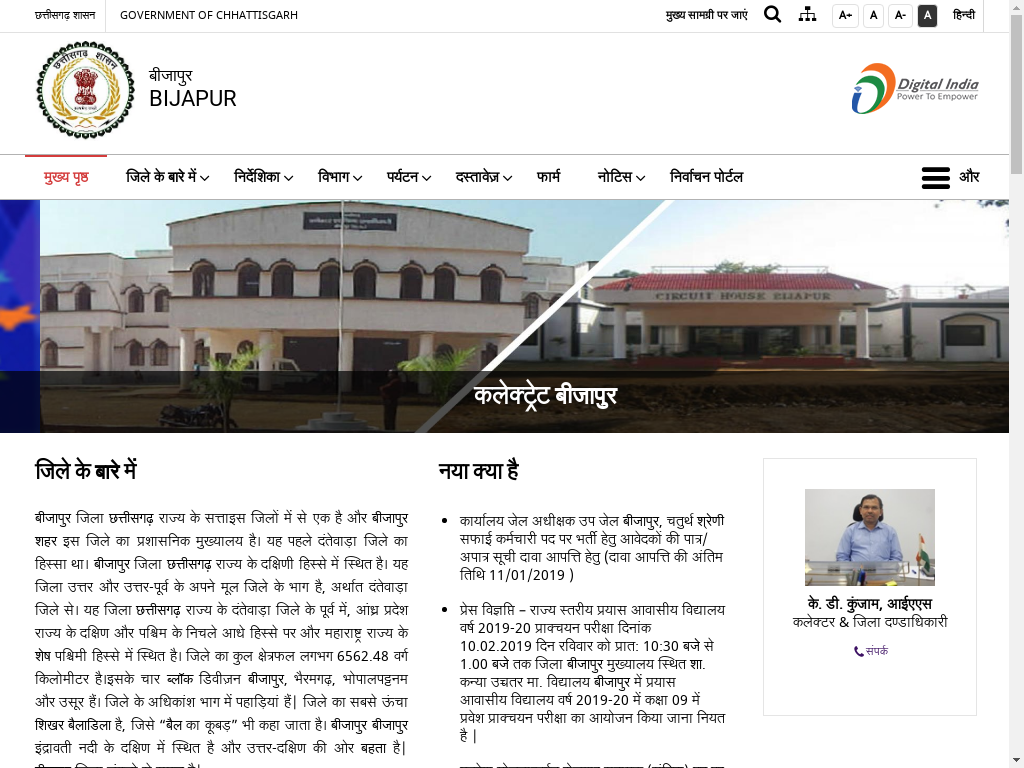 छत्तीसगढ़ शासन
GOVERNMENT OF CHHATTISGARH
मुख्य सामग्री पर जाएं
A+ A A- A
हिन्दी
छत्तीसगढ़ शासन
बीजापुर
BIJAPUR
Digital India
Power To Empower
मुख्य पृष्ठ
जिले के बारे में
निर्देशिका
विभाग
पर्यटन
दस्तावेज़
फार्म
नोटिस
निर्वाचन पोर्टल
और
CIRCUIT HOUSE BIJAPUR
कलेक्ट्रेट बीजापुर
जिले के बारे में
बीजापुर जिला छत्तीसगढ़ राज्य के सत्ताइस जिलों में से एक है और बीजापुर
शहर इस जिले का प्रशासनिक मुख्यालय है। यह पहले दंतेवाड़ा जिले का
हिस्सा था। बीजापुर जिला छत्तीसगढ़ राज्य के दक्षिणी हिस्से में स्थित है। यह
जिला उत्तर और उत्तर-पूर्व के अपने मूल जिले के भाग है, अर्थात दंतेवाड़ा
जिले से। यह जिला छत्तीसगढ़ राज्य के दंतेवाड़ा जिले के पूर्व में, आंध्र प्रदेश
राज्य के दक्षिण और पश्चिम के निचले आधे हिस्से पर और महाराष्ट्र राज्य के
शेष पश्चिमी हिस्से में स्थित है। जिले का कुल क्षेत्रफल लगभग 6562.48 वर्ग
किलोमीटर है।इसके चार ब्लॉक डिवीज़न बीजापुर, भैरमगढ़, भोपालपट्टनम
और उसूर हैं। जिले के अधिकांश भाग में पहाड़ियां हैं| जिले का सबसे ऊंचा
शिखर बैलाडिला है, जिसे “बैल का कूबड़” भी कहा जाता है। बीजापुर बीजापुर
इंद्रावती नदी के दक्षिण में स्थित है और उत्तर-दक्षिण की ओर बहता है|
नया क्या है
कार्यालय जेल अधीक्षक उप जेल बीजापुर, चतुर्थ श्रेणी
सफाई कर्मचारी पद पर भर्ती हेतु आवेदकों की पात्र/
अपात्र सूची दावा आपत्ति हेतु (दावा आपत्ति की अंतिम
तिथि 11/01/2019 )
प्रेस विज्ञप्ति – राज्य स्तरीय प्रयास आवासीय विद्यालय
वर्ष 2019-20 प्राक्चयन परीक्षा दिनांक
10.02.2019 दिन रविवार को प्रात: 10:30 बजे से
1.00 बजे तक जिला बीजापुर मुख्यालय स्थित शा.
कन्या उच्चतर मा. विद्यालय बीजापुर में प्रयास
आवासीय विद्यालय वर्ष 2019-20 में कक्षा 09 में
प्रवेश प्राक्चयन परीक्षा का आयोजन किया जाना नियत
है |
के. डी. कुंजाम, आईएएस
कलेक्टर & जिला दण्डाधिकारी
संपर्क